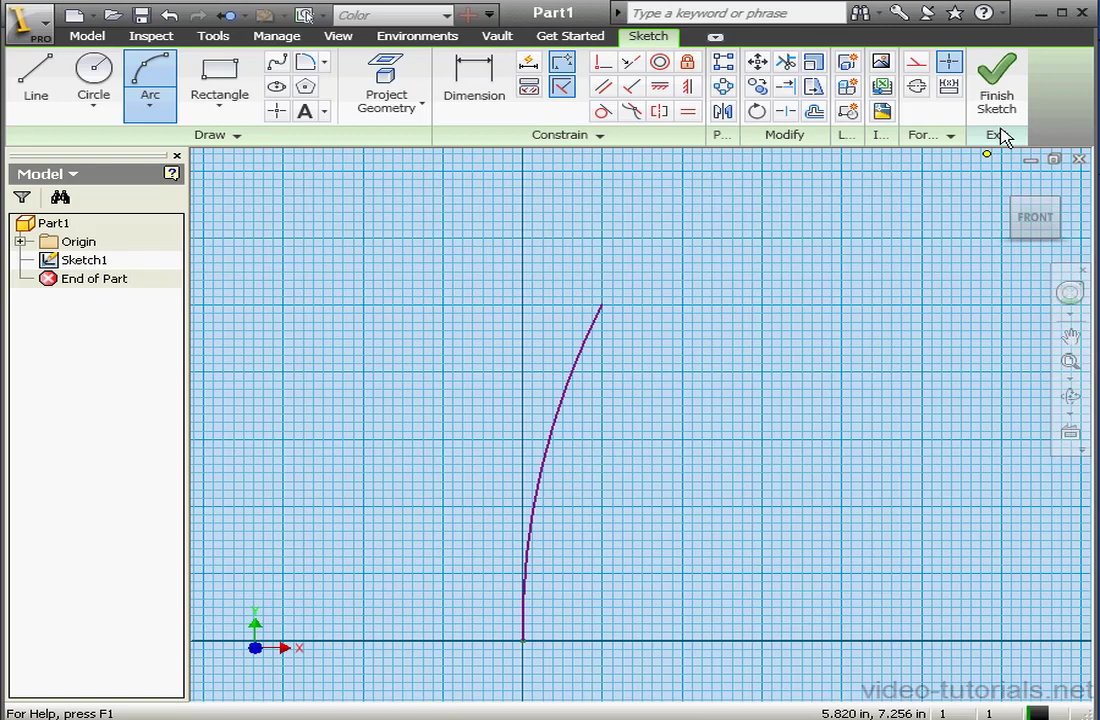 Color
Part1
Type a keyword or phrase
PRO
Model
Inspect
Tools
Manage
View
Environments
Vault
Get Started
Sketch
Line
Circle
Arc
Rectangle
A
Project
Geometry
Dimension
Finish
Sketch
Draw
Constrain
P...
Modify
L...
I...
For...
Ex
Model
Part1
Origin
Sketch1
End of Part
FRONT
Y
X
video-tutorials.net
For Help, press F1
5.820 in, 7.256 in
1
1